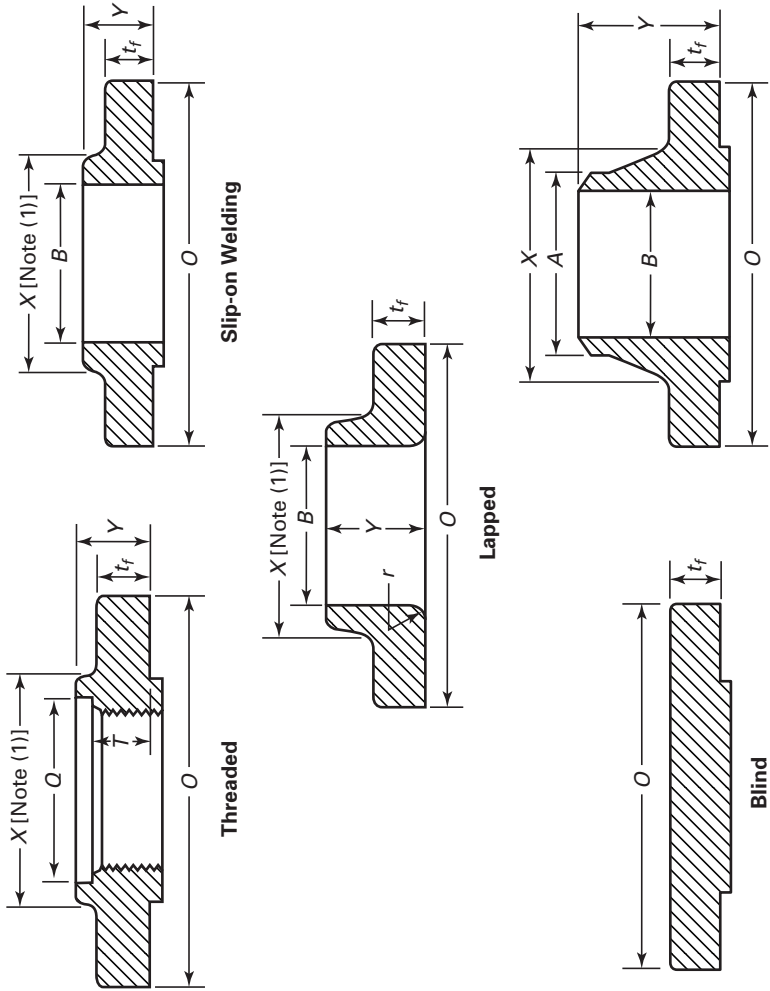 X [Note (1)]
Q
T
Y
t_f
O
Threaded
X [Note (1)]
B
Y
t_f
O
Slip-on Welding
X [Note (1)]
B
Y
r
t_f
O
Lapped
O
t_f
Blind
X
A
B
Y
t_f
O